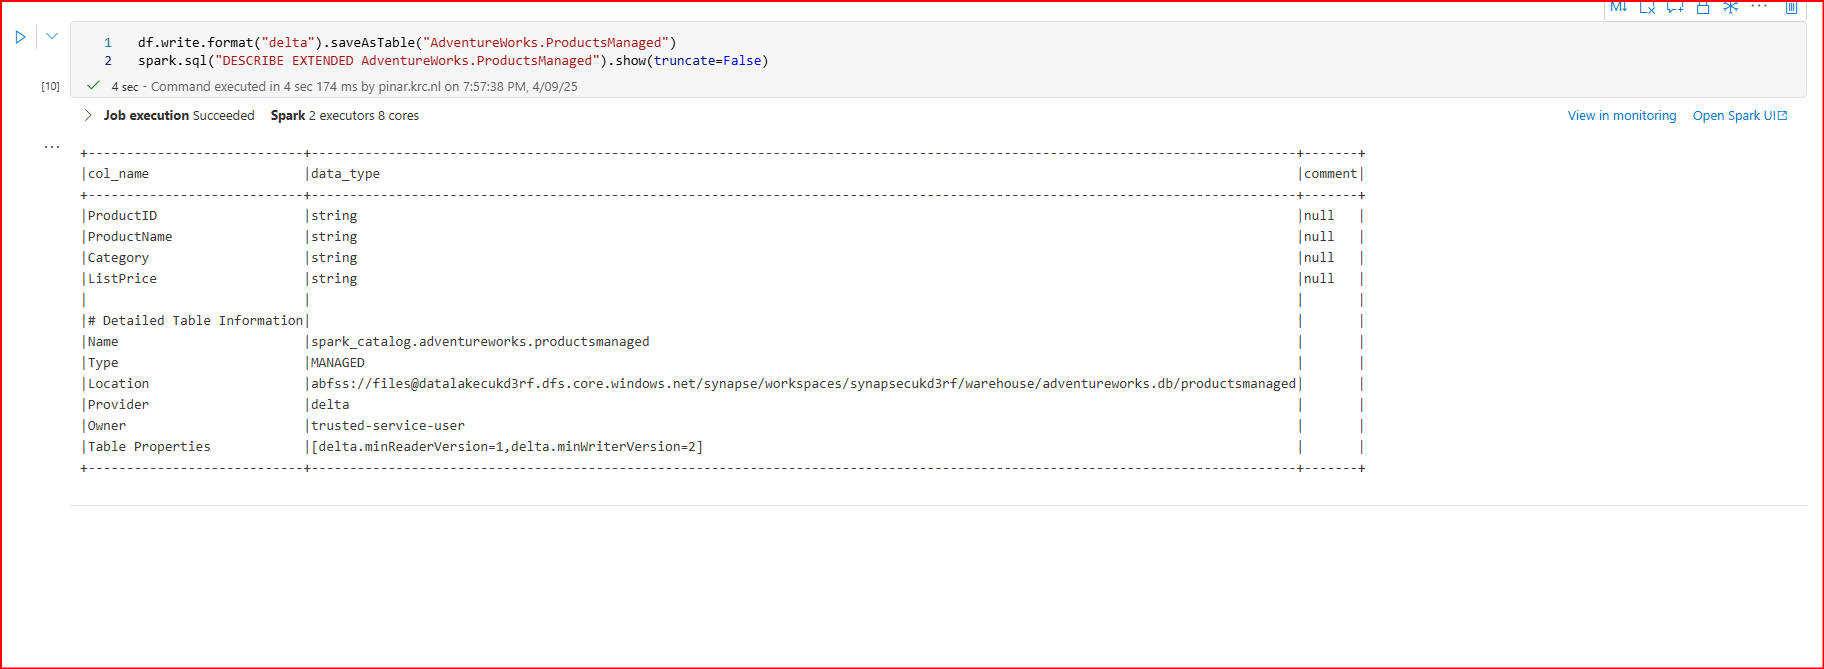 M↓
1 df.write.format("delta").saveAsTable("AdventureWorks.ProductsManaged")
2 spark.sql("DESCRIBE EXTENDED AdventureWorks.ProductsManaged").show(truncate=False)
[10] 4 sec - Command executed in 4 sec 174 ms by pinar.krc.nl on 7:57:38 PM, 4/09/25
Job execution Succeeded Spark 2 executors 8 cores View in monitoring Open Spark UI
+----------------------------+--------------------------------------------------------------------------------------------------------------------------------+-------+
|col_name                    |data_type                                                                                                                       |comment|
+----------------------------+--------------------------------------------------------------------------------------------------------------------------------+-------+
|ProductID                   |string                                                                                                                          |null   |
|ProductName                 |string                                                                                                                          |null   |
|Category                    |string                                                                                                                          |null   |
|ListPrice                   |string                                                                                                                          |null   |
|                            |                                                                                                                                |       |
|# Detailed Table Information|                                                                                                                                |       |
|Name                        |spark_catalog.adventureworks.productsmanaged                                                                                    |       |
|Type                        |MANAGED                                                                                                                         |       |
|Location                    |abfss://files@datalakecukd3rf.dfs.core.windows.net/synapse/workspaces/synapsecukd3rf/warehouse/adventureworks.db/productsmanaged|       |
|Provider                    |delta                                                                                                                           |       |
|Owner                       |trusted-service-user                                                                                                            |       |
|Table Properties            |[delta.minReaderVersion=1,delta.minWriterVersion=2]                                                                             |       |
+----------------------------+--------------------------------------------------------------------------------------------------------------------------------+-------+